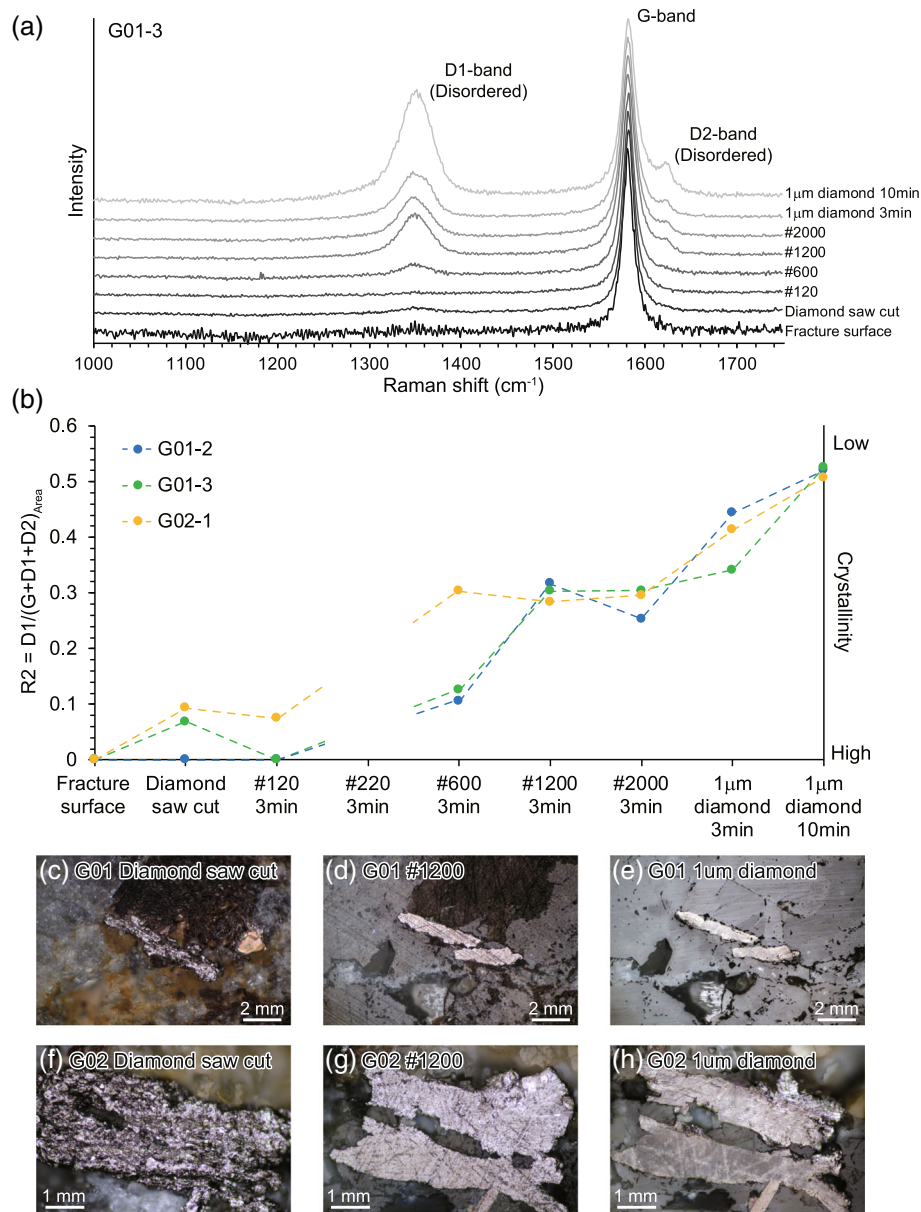 (a)
G01-3
G-band
D1-band
(Disordered)
D2-band
(Disordered)
Intensity
1μm diamond 10min
1μm diamond 3min
#2000
#1200
#600
#120
Diamond saw cut
Fracture surface
1000 1100 1200 1300 1400 1500 1600 1700
Raman shift (cm-1)
(b)
0.6
0.5
0.4
0.3
0.2
0.1
0
R2 = D1/(G+D1+D2)Area
G01-2
G01-3
G02-1
Low
Crystallinity
High
Fracture surface
Diamond saw cut
#120 3min
#220 3min
#600 3min
#1200 3min
#2000 3min
1μm diamond 3min
1μm diamond 10min
(c) G01 Diamond saw cut
2 mm
(d) G01 #1200
2 mm
(e) G01 1um diamond
2 mm
(f) G02 Diamond saw cut
1 mm
(g) G02 #1200
1 mm
(h) G02 1um diamond
1 mm